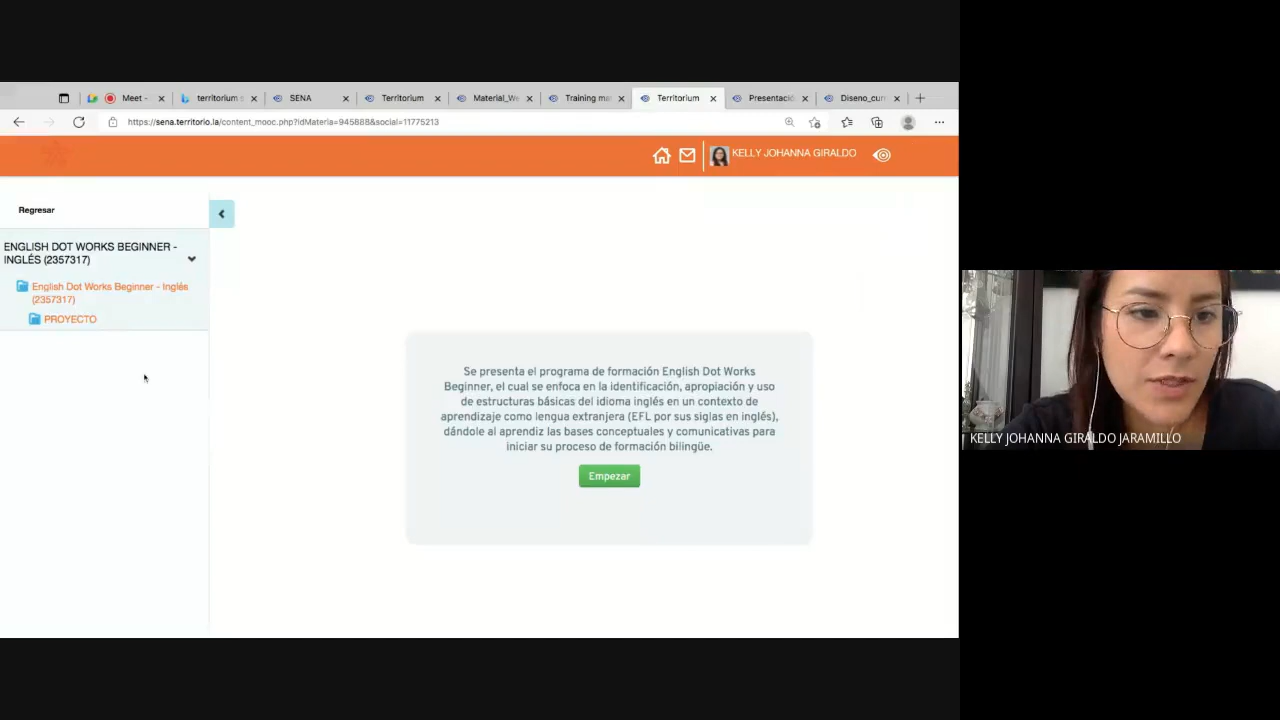 Meet -
territorium s
SENA
Territorium
Material_We
Training ma
Territorium
Presentació
Diseno_curr
https://sena.territorio.la/content_mooc.php?idMateria=945888&social=11775213
KELLY JOHANNA GIRALDO
Regresar
ENGLISH DOT WORKS BEGINNER -
INGLÉS (2357317)
English Dot Works Beginner - Inglés
(2357317)
PROYECTO
Se presenta el programa de formación English Dot Works
Beginner, el cual se enfoca en la identificación, apropiación y uso
de estructuras básicas del idioma inglés en un contexto de
aprendizaje como lengua extranjera (EFL por sus siglas en inglés),
dándole al aprendiz las bases conceptuales y comunicativas para
iniciar su proceso de formación bilingüe.
Empezar
KELLY JOHANNA GIRALDO JARAMILLO